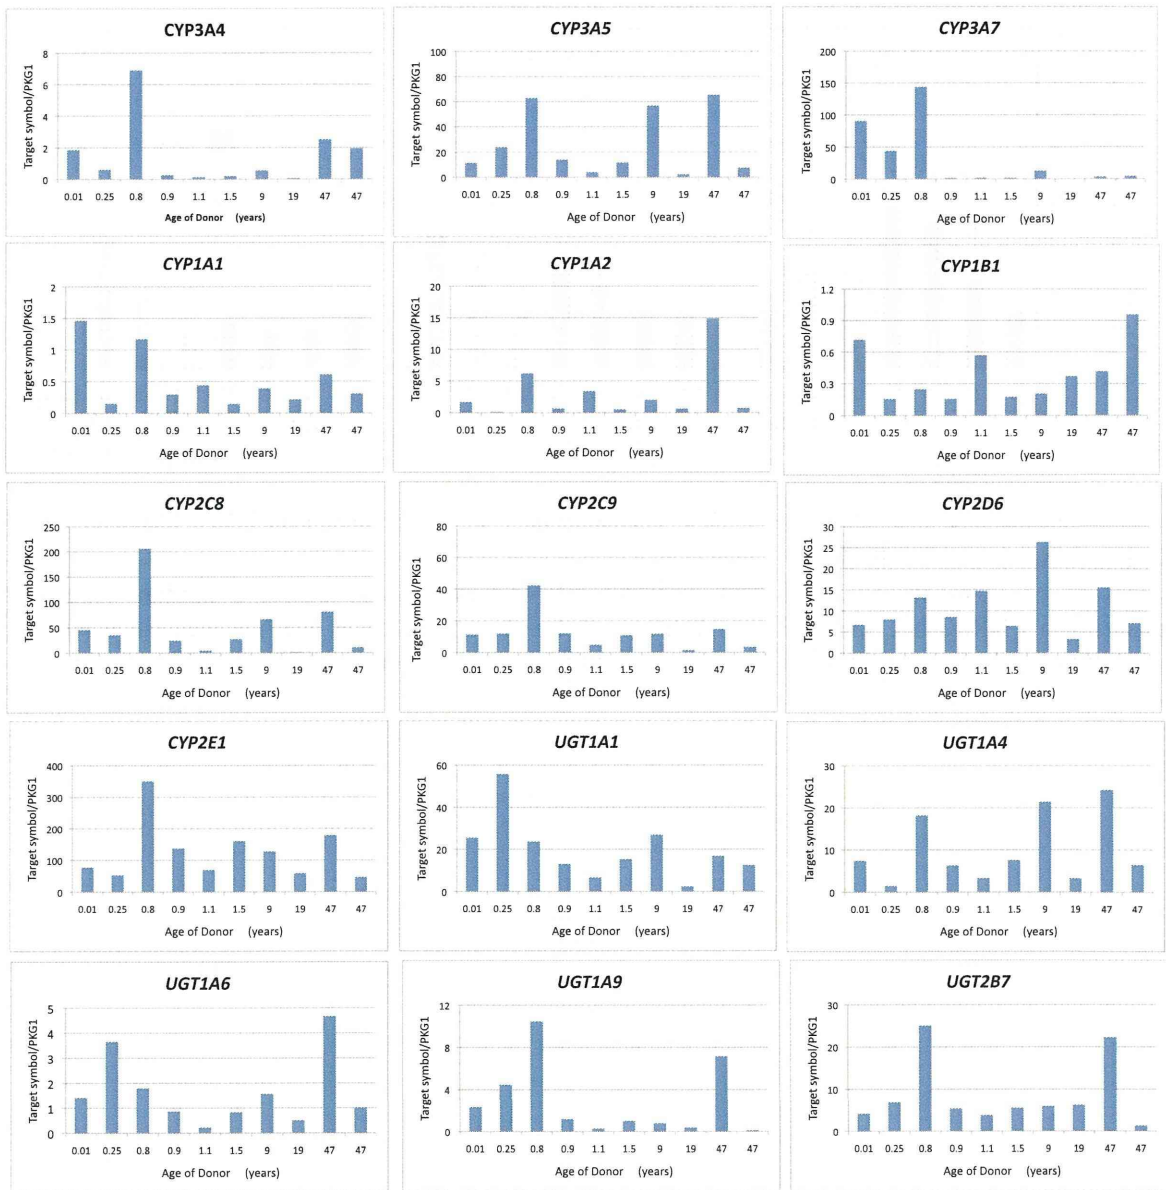 CYP3A4
Target symbol/PKG1
8
6
4
2
0
0.01 0.25 0.8 0.9 1.1 1.5 9 19 47 47
Age of Donor (years)
CYP3A5
Target symbol/PKG1
100
80
60
40
20
0
0.01 0.25 0.8 0.9 1.1 1.5 9 19 47 47
Age of Donor (years)
CYP3A7
Target symbol/PKG1
200
150
100
50
0
0.01 0.25 0.8 0.9 1.1 1.5 9 19 47 47
Age of Donor (years)
CYP1A1
Target symbol/PKG1
2
1.5
1
0.5
0
0.01 0.25 0.8 0.9 1.1 1.5 9 19 47 47
Age of Donor (years)
CYP1A2
Target symbol/PKG1
20
15
10
5
0
0.01 0.25 0.8 0.9 1.1 1.5 9 19 47 47
Age of Donor (years)
CYP1B1
Target symbol/PKG1
1.2
0.9
0.6
0.3
0
0.01 0.25 0.8 0.9 1.1 1.5 9 19 47 47
Age of Donor (years)
CYP2C8
Target symbol/PKG1
250
200
150
100
50
0
0.01 0.25 0.8 0.9 1.1 1.5 9 19 47 47
Age of Donor (years)
CYP2C9
Target symbol/PKG1
80
60
40
20
0
0.01 0.25 0.8 0.9 1.1 1.5 9 19 47 47
Age of Donor (years)
CYP2D6
Target symbol/PKG1
30
25
20
15
10
5
0
0.01 0.25 0.8 0.9 1.1 1.5 9 19 47 47
Age of Donor (years)
CYP2E1
Target symbol/PKG1
400
300
200
100
0
0.01 0.25 0.8 0.9 1.1 1.5 9 19 47 47
Age of Donor (years)
UGT1A1
Target symbol/PKG1
60
40
20
0
0.01 0.25 0.8 0.9 1.1 1.5 9 19 47 47
Age of Donor (years)
UGT1A4
Target symbol/PKG1
30
20
10
0
0.01 0.25 0.8 0.9 1.1 1.5 9 19 47 47
Age of Donor (years)
UGT1A6
Target symbol/PKG1
5
4
3
2
1
0
0.01 0.25 0.8 0.9 1.1 1.5 9 19 47 47
Age of Donor (years)
UGT1A9
Target symbol/PKG1
12
8
4
0
0.01 0.25 0.8 0.9 1.1 1.5 9 19 47 47
Age of Donor (years)
UGT2B7
Target symbol/PKG1
30
20
10
0
0.01 0.25 0.8 0.9 1.1 1.5 9 19 47 47
Age of Donor (years)